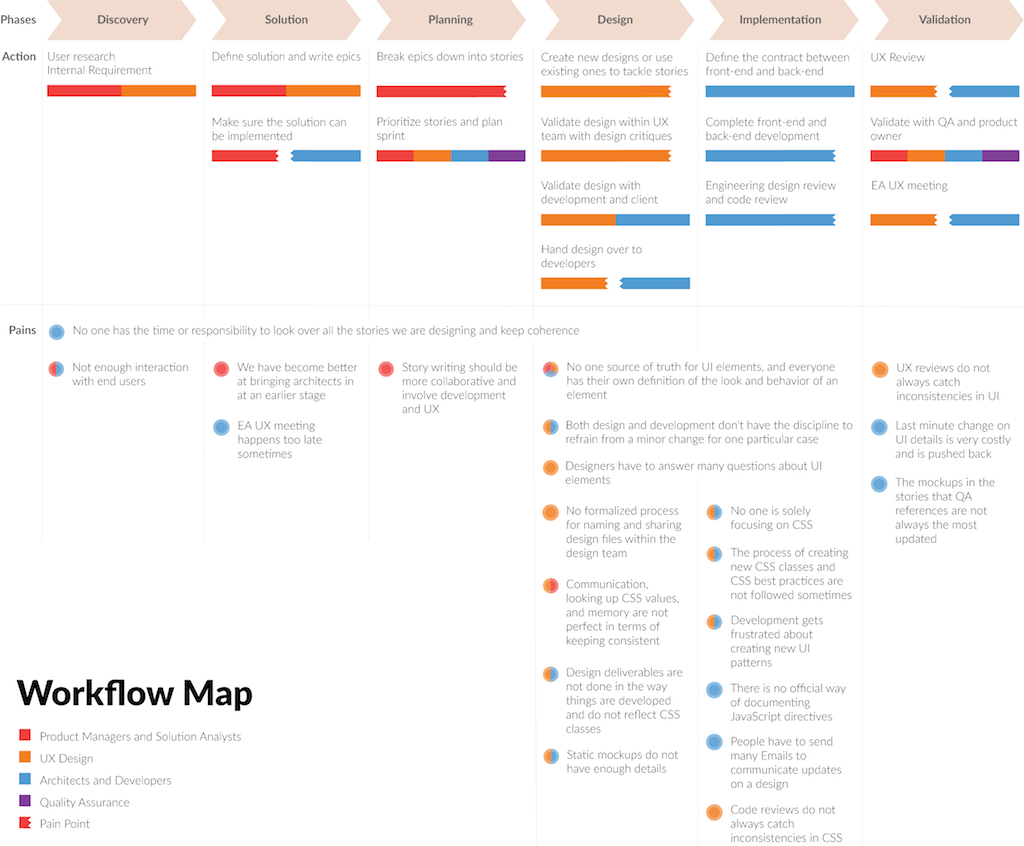 Phases
Discovery
Solution
Planning
Design
Implementation
Validation
Action
User research
Internal Requirement
Define solution and write epics
Make sure the solution can
be implemented
Break epics down into stories
Prioritize stories and plan
sprint
Create new designs or use
existing ones to tackle stories
Validate design within UX
team with design critiques
Validate design with
development and client
Hand design over to
developers
Define the contract between
front-end and back-end
Complete front-end and
back-end development
Engineering design review
and code review
UX Review
Validate with QA and product
owner
EA UX meeting
Pains
No one has the time or responsibility to look over all the stories we are designing and keep coherence
Not enough interaction
with end users
We have become better
at bringing architects in
at an earlier stage
EA UX meeting
happens too late
sometimes
Story writing should be
more collaborative and
involve development
and UX
No one source of truth for UI elements, and everyone
has their own definition of the look and behavior of an
element
Both design and development don't have the discipline to
refrain from a minor change for one particular case
Designers have to answer many questions about UI
elements
No formalized process
for naming and sharing
design files within the
design team
Communication,
looking up CSS values,
and memory are not
perfect in terms of
keeping consistent
Design deliverables are
not done in the way
things are developed
and do not reflect CSS
classes
Static mockups do not
have enough details
No one is solely
focusing on CSS
The process of creating
new CSS classes and
CSS best practices are
not followed sometimes
Development gets
frustrated about
creating new UI
patterns
There is no official way
of documenting
JavaScript directives
People have to send
many Emails to
communicate updates
on a design
Code reviews do not
always catch
inconsistencies in CSS
UX reviews do not
always catch
inconsistencies in UI
Last minute change on
UI details is very costly
and is pushed back
The mockups in the
stories that QA
references are not
always the most
updated
Workflow Map
Product Managers and Solution Analysts
UX Design
Architects and Developers
Quality Assurance
Pain Point